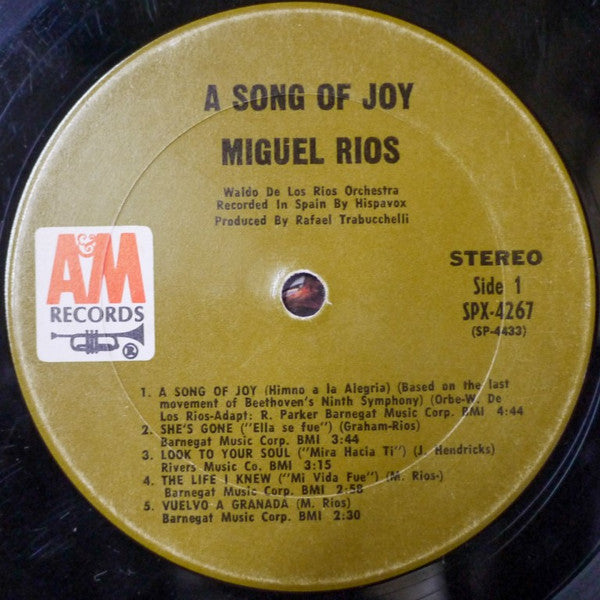 A SONG OF JOY
MIGUEL RIOS
Waldo De Los Rios Orchestra
Recorded In Spain By Hispavox
Produced By Rafael Trabucchelli
A&M
RECORDS
®
STEREO
Side 1
SPX-4267
(SP-4433)
1. A SONG OF JOY (Himno a la Alegria) (Based on the last
movement of Beethoven's Ninth Symphony) (Orbe-W. De
Los Rios-Adapt: R. Parker Barnegat Music Corp. BMI 4:44
2. SHE'S GONE ("Ella se fue") (Graham-Rios)
Barnegat Music Corp. BMI 3:44
3. LOOK TO YOUR SOUL ("Mira Hacia Ti") (J. Hendricks)
Rivers Music Co. BMI 3:15
4. THE LIFE I KNEW ("Mi Vida Fue") (M. Rios-)
Barnegat Music Corp. BMI 2:58
5. VUELVO A GRANADA (M. Rios)
Barnegat Music Corp. BMI 2:30